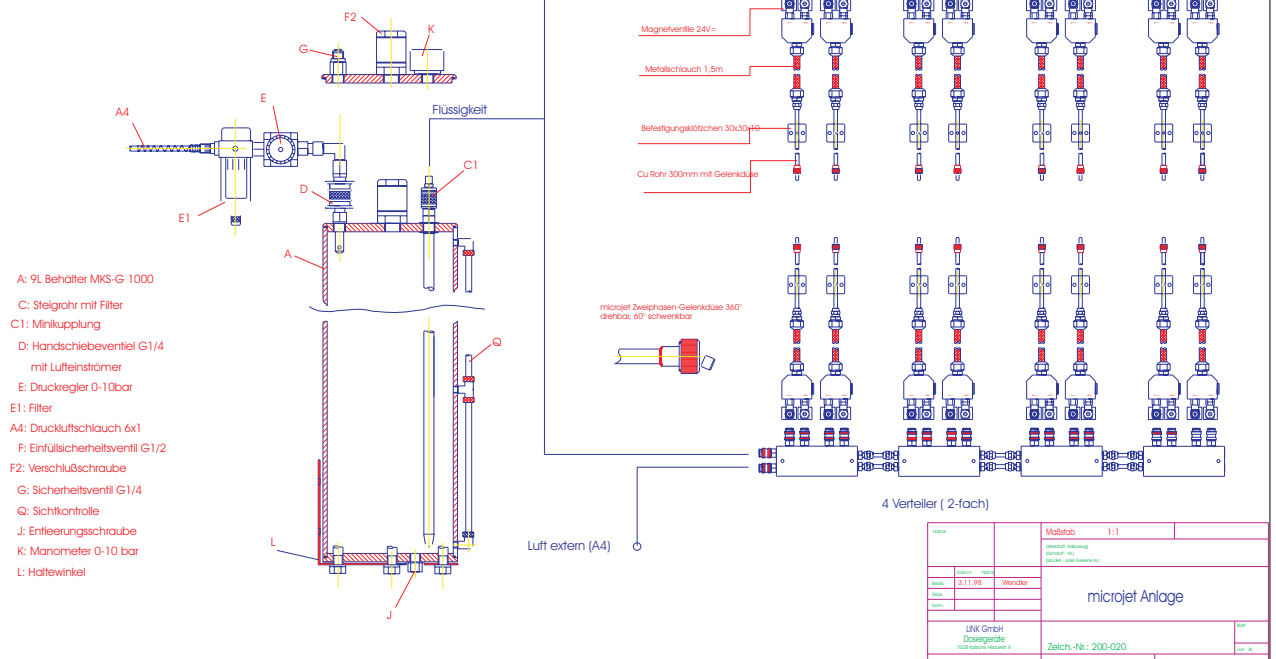 F2
G
K
A4
E
Flüssigkeit
C1
D
E1
A
Q
L
J
Magnetventile 24V=
Metallschlauch 1,5m
Befestigungsklötzchen 30x30x10
Cu Rohr 300mm mit Gelenkdüse
A: 9L Behälter MKS-G 1000
C: Steigrohr mit Filter
C1: Minikupplung
D: Handschiebeventiel G1/4
mit Lufteinströmer
E: Druckregler 0-10bar
E1: Filter
A4: Druckluftschlauch 6x1
F: Einfüllsicherheitsventil G1/2
F2: Verschlußschraube
G: Sicherheitsventil G1/4
Q: Sichtkontrolle
J: Entleerungsschraube
K: Manometer 0-10 bar
L: Haltewinkel
microjet Zweiphasen-Gelenkdüse 360°
drehbar, 60° schwenkbar
Luft extern (A4)
4 Verteiler ( 2-fach)
Name
Maßstab 1:1
Datum Name
3.11.98 Wendler
microjet Anlage
LINK GmbH
Dosiergeräte
Zeich.-Nr.: 200-020